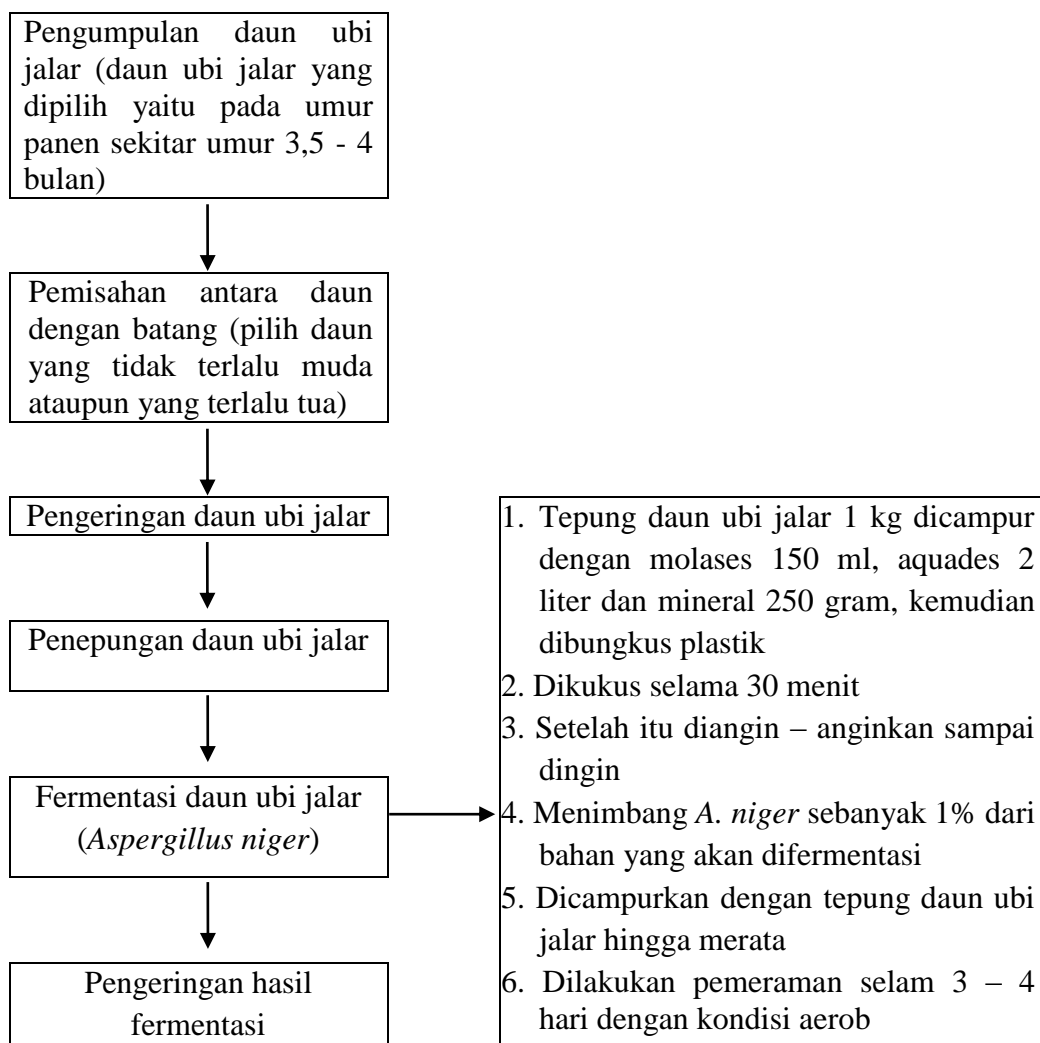 Pengumpulan daun ubi
jalar (daun ubi jalar yang
dipilih yaitu pada umur
panen sekitar umur 3,5 - 4
bulan)
Pemisahan antara daun
dengan batang (pilih daun
yang tidak terlalu muda
ataupun yang terlalu tua)
Pengeringan daun ubi jalar
Penepungan daun ubi jalar
Fermentasi daun ubi jalar
(Aspergillus niger)
Pengeringan hasil
fermentasi
1. Tepung daun ubi jalar 1 kg dicampur
dengan molases 150 ml, aquades 2
liter dan mineral 250 gram, kemudian
dibungkus plastik
2. Dikukus selama 30 menit
3. Setelah itu diangin – anginkan sampai
dingin
4. Menimbang A. niger sebanyak 1% dari
bahan yang akan difermentasi
5. Dicampurkan dengan tepung daun ubi
jalar hingga merata
6. Dilakukan pemeraman selam 3 – 4
hari dengan kondisi aerob